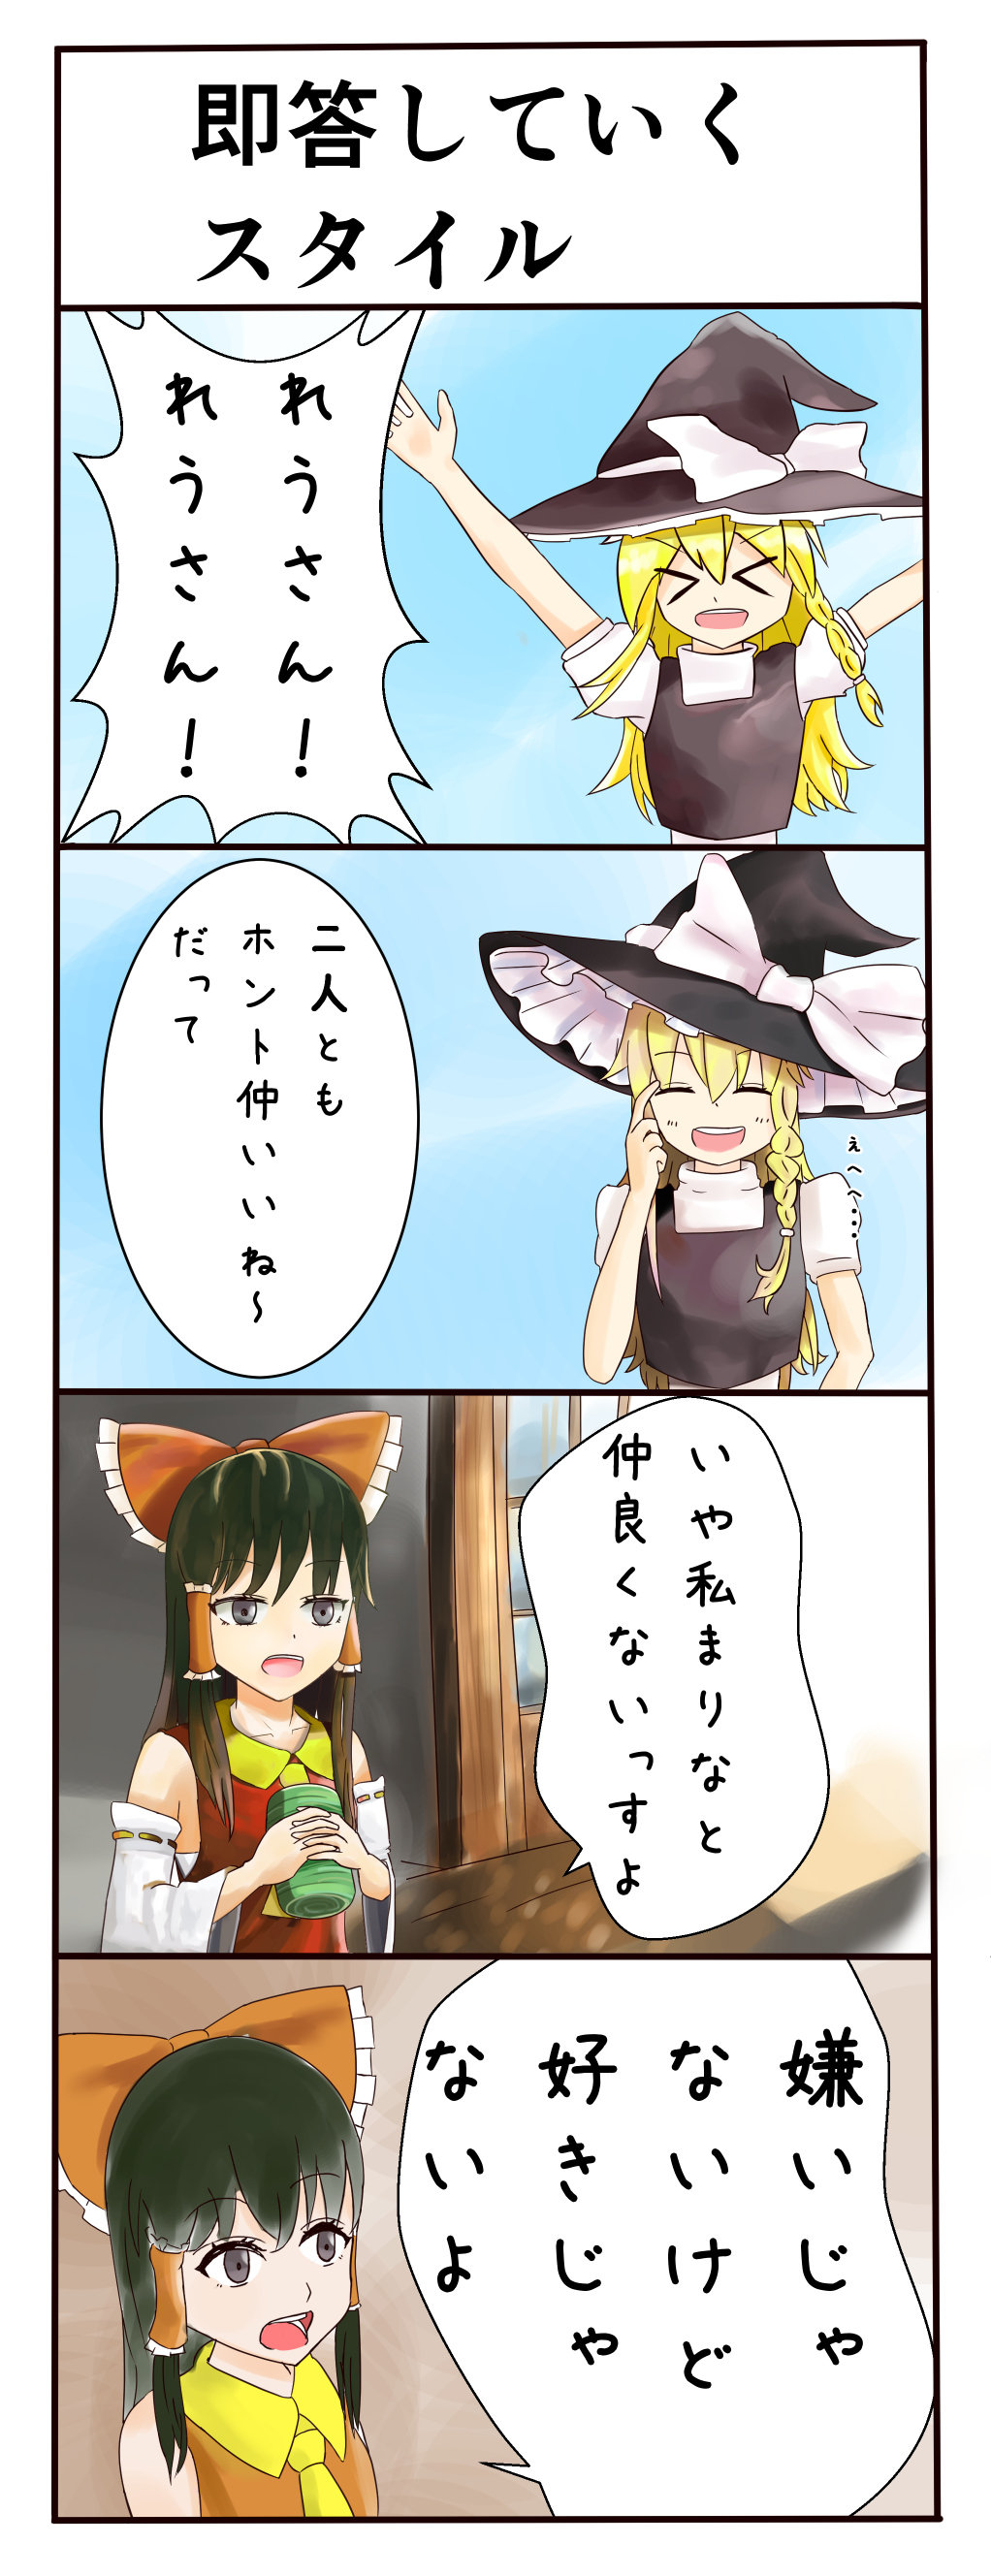 即答していく
スタイル
れうさん！
れうさん！
二人とも
ホント仲いいね～
だって
えへへ…
いや私まりなと
仲良くないっすよ
嫌いじゃ
ないけど
好きじゃ
ないよ